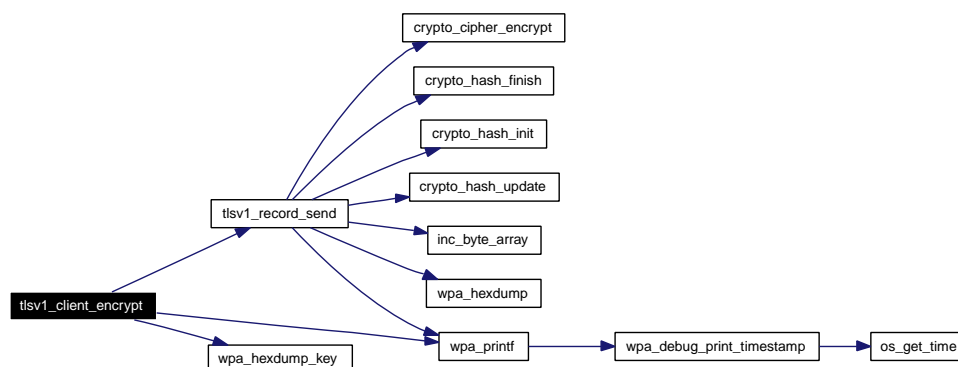 crypto_cipher_encrypt
crypto_hash_finish
crypto_hash_init
crypto_hash_update
tlsv1_record_send
inc_byte_array
wpa_hexdump
tlsv1_client_encrypt
wpa_printf
wpa_debug_print_timestamp
os_get_time
wpa_hexdump_key